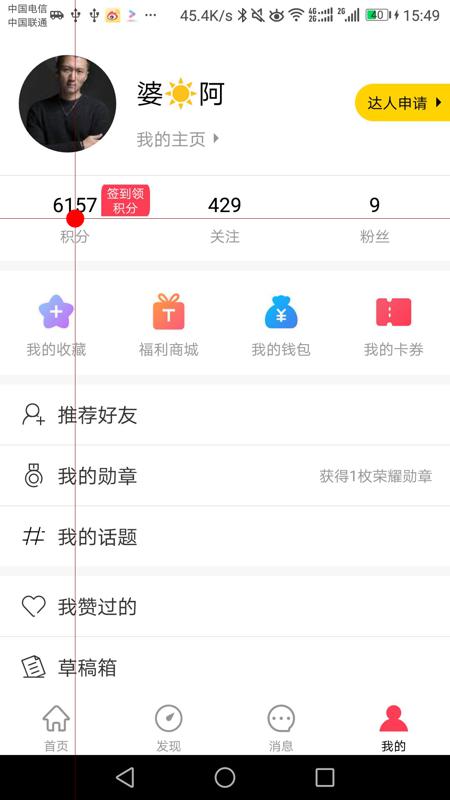 中国电信
中国联通
45.4K/s 4G 2G 2G 40 15:49
婆☀️阿
达人申请
我的主页
6157 签到领积分 429 9
积分 关注 粉丝
我的收藏 福利商城 我的钱包 我的卡券
推荐好友
我的勋章 获得1枚荣耀勋章
我的话题
我赞过的
草稿箱
首页 发现 消息 我的